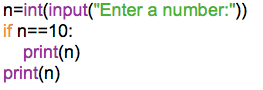 n=int(input("Enter a number:"))
if n==10:
    print(n)
print(n)